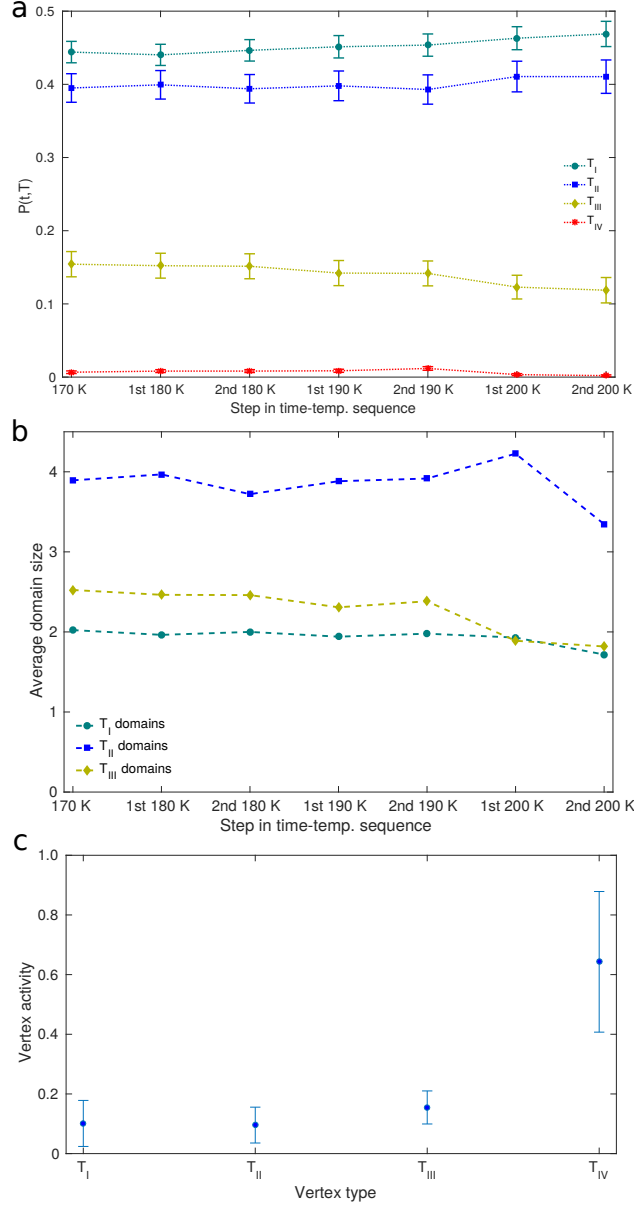 a
0.5
0.4
0.3
0.2
0.1
0
P(t,T)
T_I
T_II
T_III
T_IV
170 K 1st 180 K 2nd 180 K 1st 190 K 2nd 190 K 1st 200 K 2nd 200 K
Step in time-temp. sequence
b
4
3
2
1
0
Average domain size
T_I domains
T_II domains
T_III domains
170 K 1st 180 K 2nd 180 K 1st 190 K 2nd 190 K 1st 200 K 2nd 200 K
Step in time-temp. sequence
c
1.0
0.8
0.6
0.4
0.2
0
Vertex activity
T_I T_II T_III T_IV
Vertex type